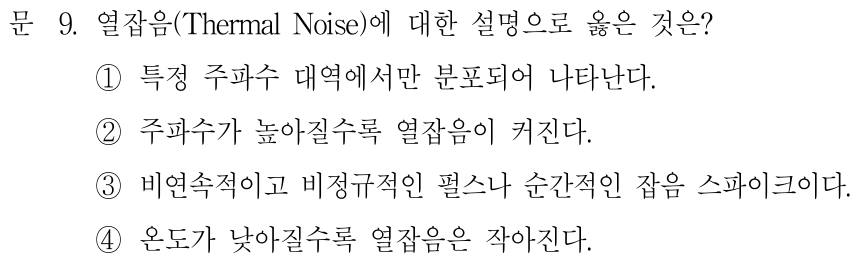 문 9. 열잡음(Thermal Noise)에 대한 설명으로 옳은 것은?
① 특정 주파수 대역에서만 분포되어 나타난다.
② 주파수가 높아질수록 열잡음이 커진다.
③ 비연속적이고 비정규적인 펄스나 순간적인 잡음 스파이크이다.
④ 온도가 낮아질수록 열잡음은 작아진다.